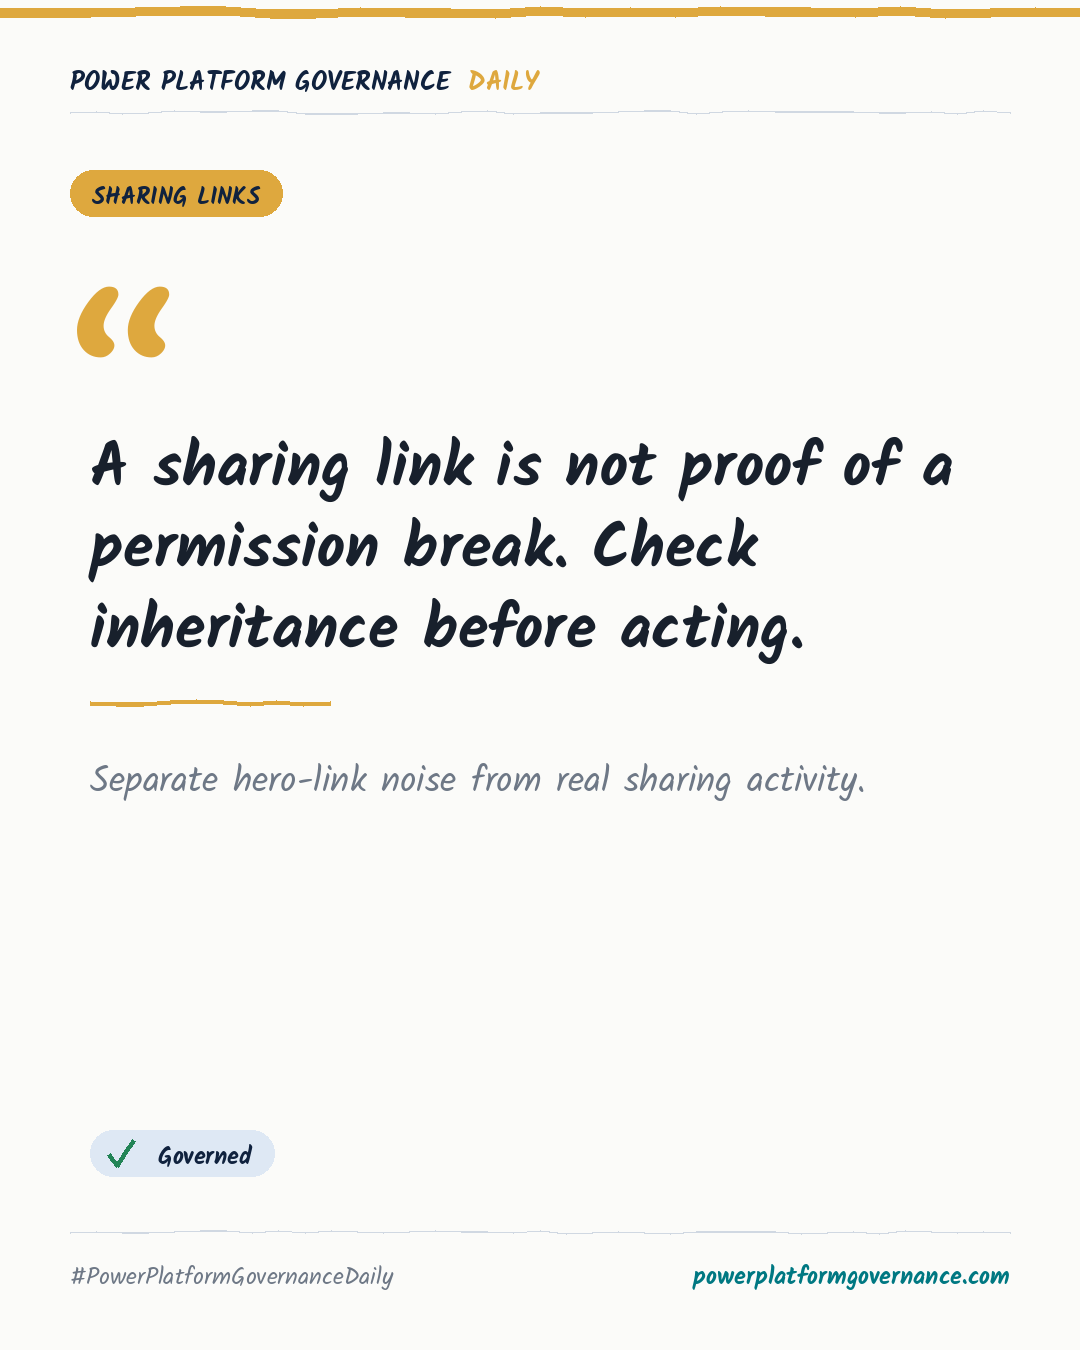 POWER PLATFORM GOVERNANCE DAILY
SHARING LINKS
“
A sharing link is not proof of a
permission break. Check
inheritance before acting.
Separate hero-link noise from real sharing activity.
✓ Governed
#PowerPlatformGovernanceDaily
powerplatformgovernance.com